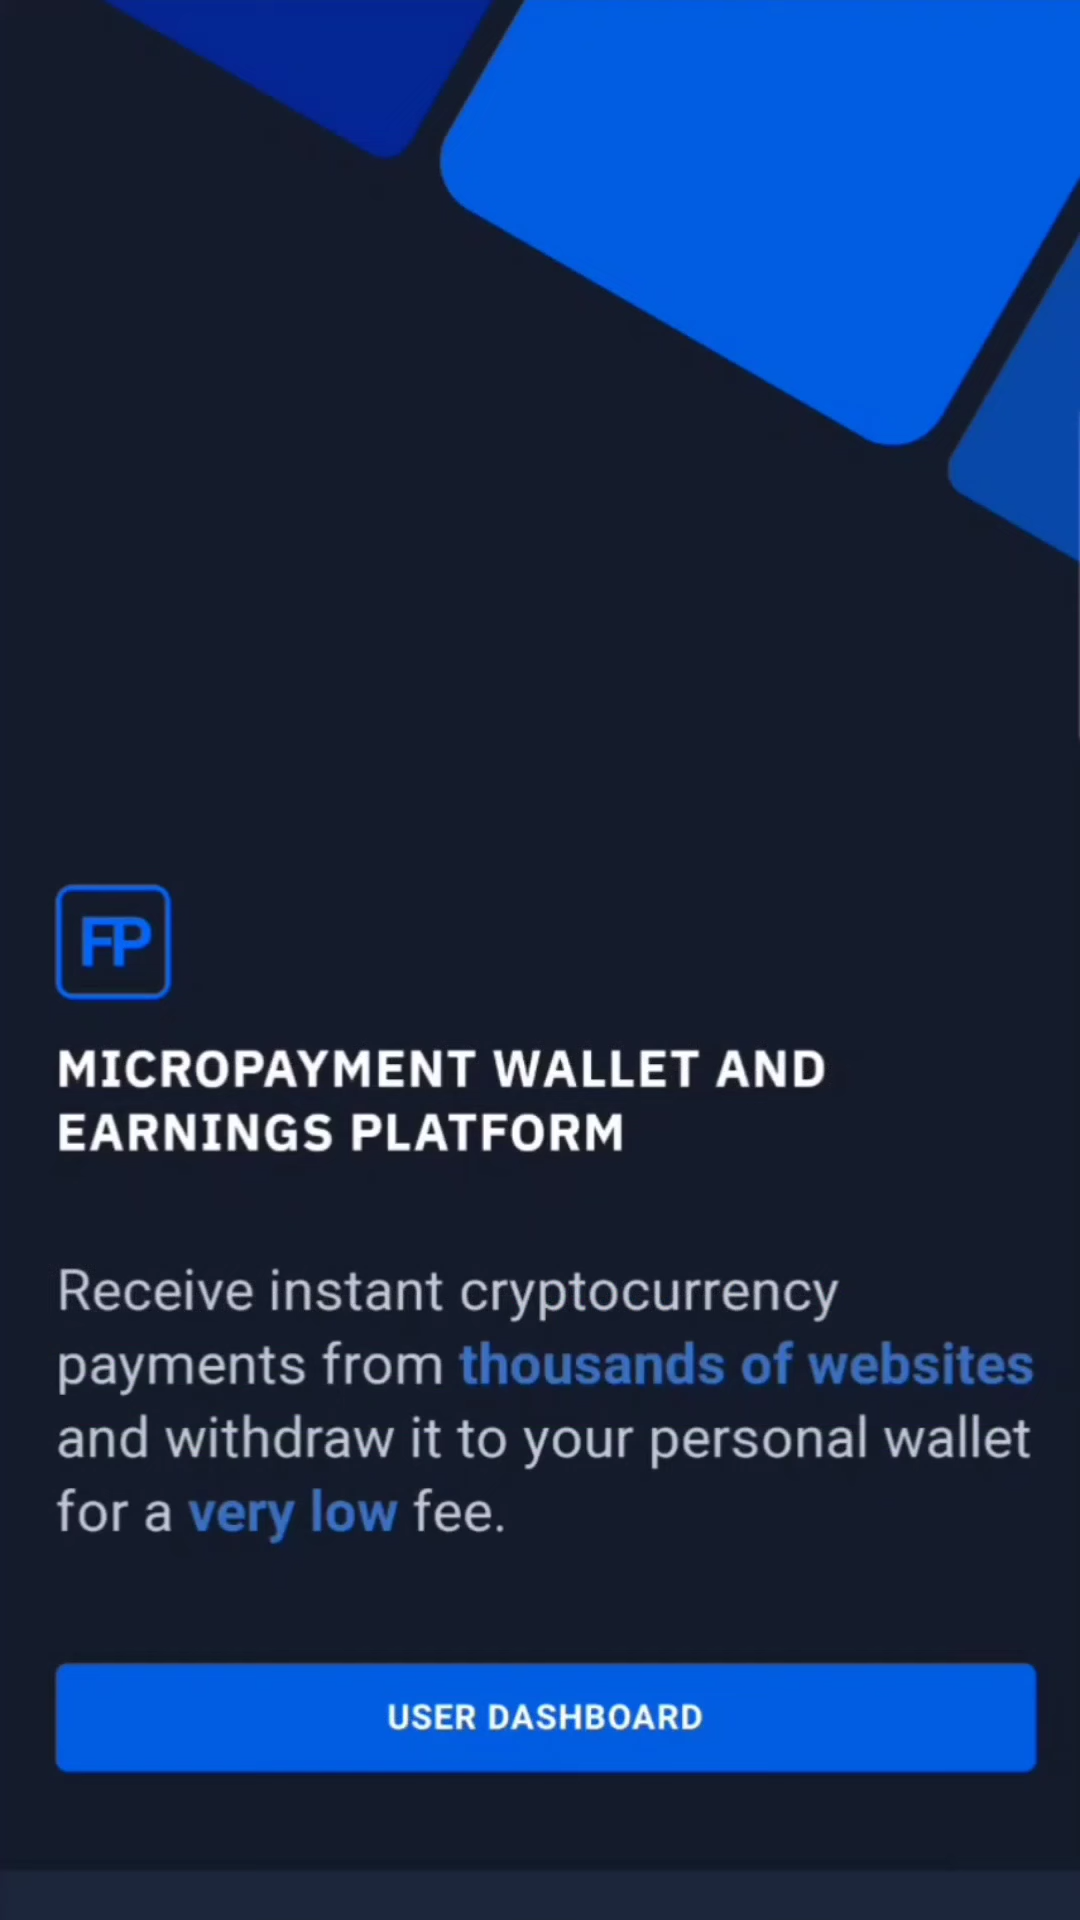 FP
MICROPAYMENT WALLET AND
EARNINGS PLATFORM
Receive instant cryptocurrency
payments from thousands of websites
and withdraw it to your personal wallet
for a very low fee.
USER DASHBOARD